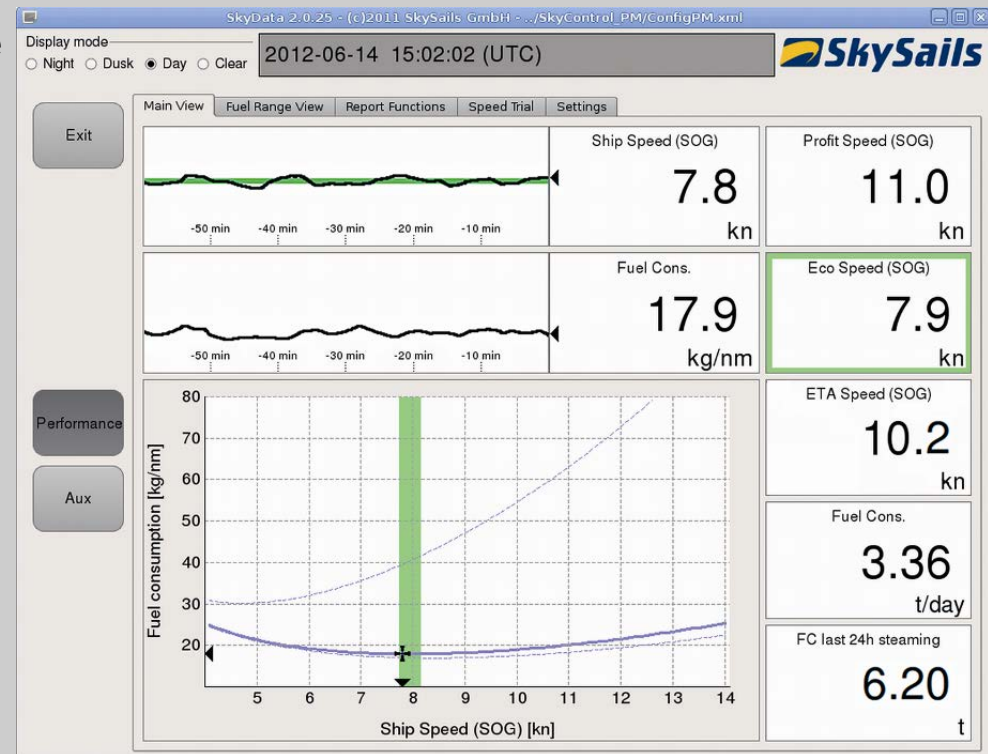 SkyData 2.0.25 - (c)2011 SkySails GmbH - ../SkyControl_PM/ConfigPM.xml
Display mode
Night Dusk Day Clear
2012-06-14 15:02:02 (UTC)
SkySails
Exit
Performance
Aux
Main View Fuel Range View Report Functions Speed Trial Settings
-50 min -40 min -30 min -20 min -10 min
Ship Speed (SOG)
7.8
kn
Profit Speed (SOG)
11.0
kn
-50 min -40 min -30 min -20 min -10 min
Fuel Cons.
17.9
kg/nm
Eco Speed (SOG)
7.9
kn
Fuel consumption [kg/nm]
80
70
60
50
40
30
20
5 6 7 8 9 10 11 12 13 14
Ship Speed (SOG) [kn]
ETA Speed (SOG)
10.2
kn
Fuel Cons.
3.36
t/day
FC last 24h steaming
6.20
t